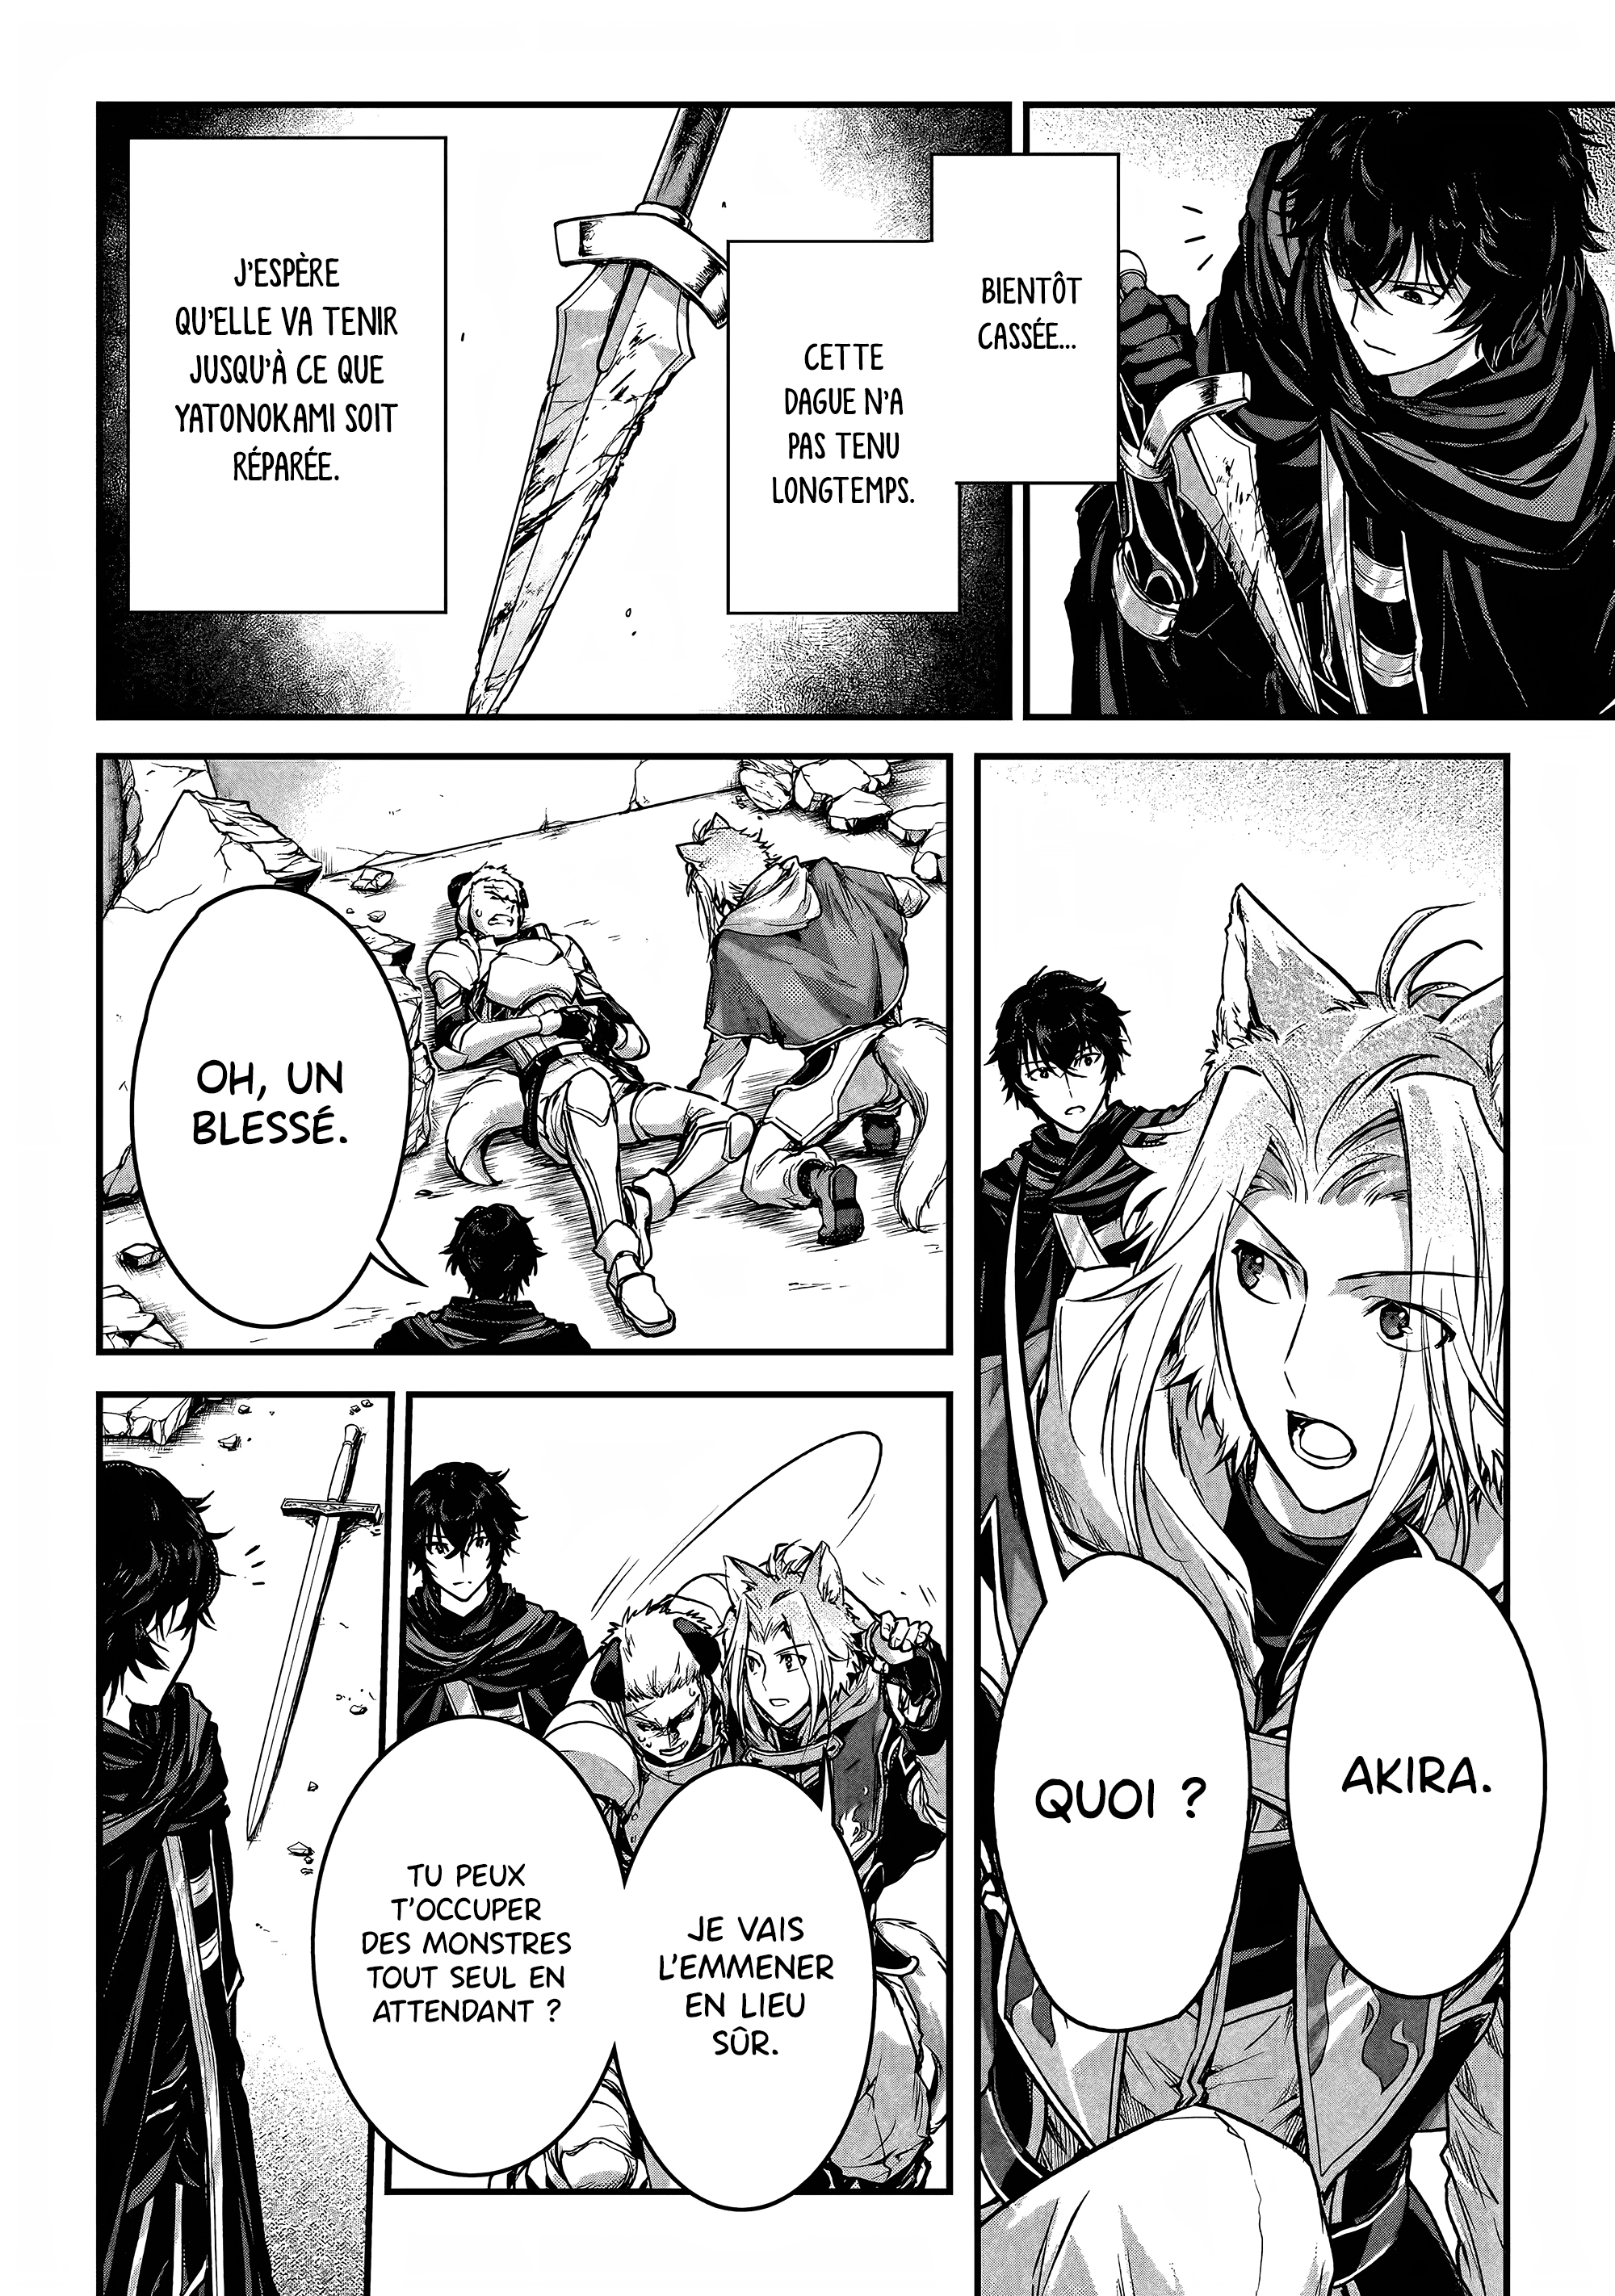 BIENTÔT
CASSÉE...
CETTE
DAGUE N'A
PAS TENU
LONGTEMPS.
J'ESPÈRE
QU'ELLE VA TENIR
JUSQU'À CE QUE
YATONOKAMI SOIT
RÉPARÉE.
OH, UN
BLESSÉ.
AKIRA.
QUOI ?
JE VAIS
L'EMMENER
EN LIEU
SÛR.
TU PEUX
T'OCCUPER
DES MONSTRES
TOUT SEUL EN
ATTENDANT ?